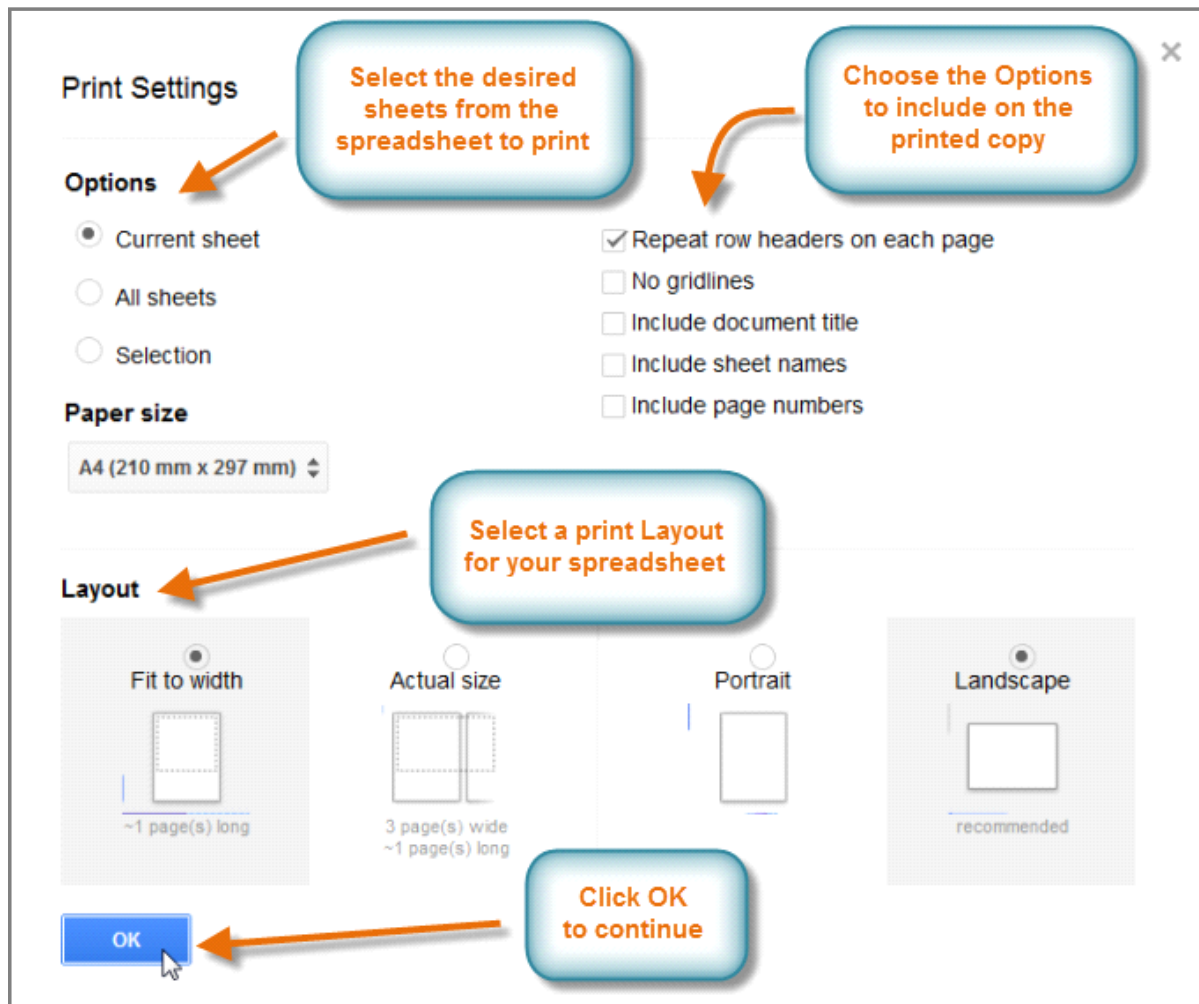 Print Settings
Select the desired
sheets from the
spreadsheet to print
Choose the Options
to include on the
printed copy
Options
Current sheet
All sheets
Selection
Repeat row headers on each page
No gridlines
Include document title
Include sheet names
Include page numbers
Paper size
A4 (210 mm x 297 mm)
Select a print Layout
for your spreadsheet
Layout
Fit to width
~1 page(s) long
Actual size
3 page(s) wide
~1 page(s) long
Portrait
Landscape
recommended
Click OK
to continue
OK